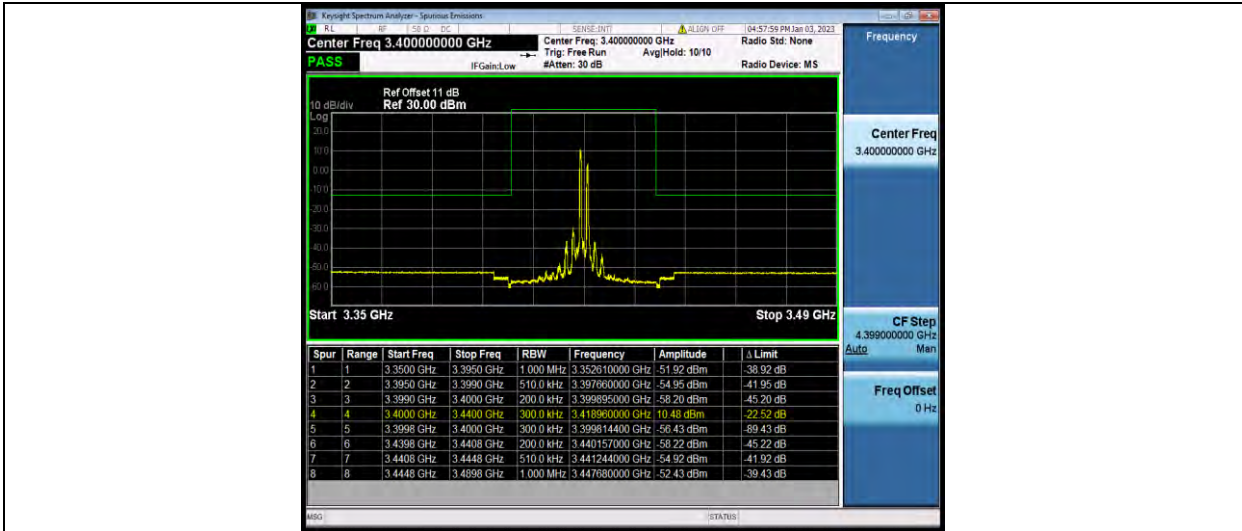 Keysight Spectrum Analyzer - Spurious Emissions
RL RF 50 Ω DC SENSE:INT ALIGN OFF 04:57:59 PM Jan 03, 2023
Center Freq 3.400000000 GHz
Center Freq: 3.400000000 GHz Radio Std: None
Trig: Free Run Avg|Hold: 10/10
PASS
IFGain:Low #Atten: 30 dB Radio Device: MS
Frequency
Ref Offset 11 dB
10 dB/div Ref 30.00 dBm
Log
20.0
10.0
0.00
-10.0
-20.0
-30.0
-40.0
-50.0
-60.0
Start 3.35 GHz Stop 3.49 GHz
Center Freq
3.400000000 GHz
CF Step
4.399000000 GHz
Auto Man
Freq Offset
0 Hz
Spur Range Start Freq Stop Freq RBW Frequency Amplitude Δ Limit
1 1 3.3500 GHz 3.3950 GHz 1.000 MHz 3.352610000 GHz -51.92 dBm -38.92 dB
2 2 3.3950 GHz 3.3990 GHz 510.0 kHz 3.397660000 GHz -54.95 dBm -41.95 dB
3 3 3.3990 GHz 3.4000 GHz 200.0 kHz 3.399895000 GHz -58.20 dBm -45.20 dB
4 4 3.4000 GHz 3.4400 GHz 300.0 kHz 3.418960000 GHz 10.48 dBm -22.52 dB
5 5 3.3998 GHz 3.4000 GHz 300.0 kHz 3.399814400 GHz -56.43 dBm -89.43 dB
6 6 3.4398 GHz 3.4408 GHz 200.0 kHz 3.440157000 GHz -58.22 dBm -45.22 dB
7 7 3.4408 GHz 3.4448 GHz 510.0 kHz 3.441244000 GHz -54.92 dBm -41.92 dB
8 8 3.4448 GHz 3.4898 GHz 1.000 MHz 3.447680000 GHz -52.43 dBm -39.43 dB
MSG STATUS